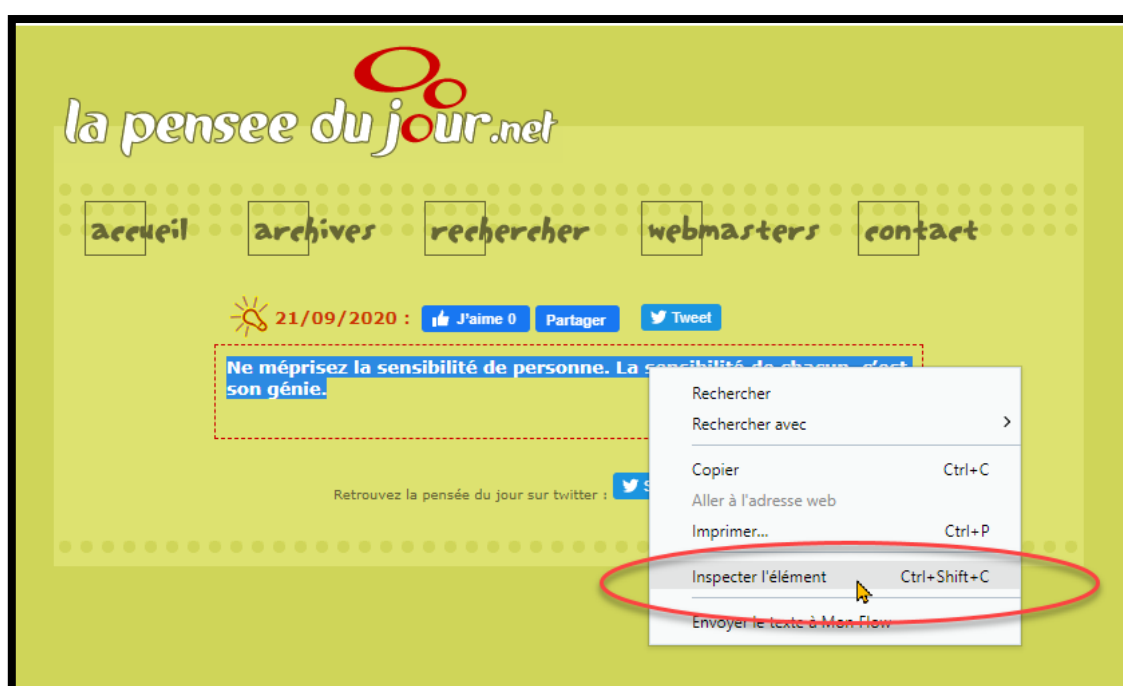 la pensee du jour.net
accueil archives rechercher webmasters contact
21/09/2020 : J'aime 0 Partager Tweet
Ne méprisez la sensibilité de personne. La sensibilité de chacun, c'est
son génie.
Rechercher
Rechercher avec
Copier Ctrl+C
Aller à l'adresse web
Retrouvez la pensée du jour sur twitter : S
Imprimer... Ctrl+P
Inspecter l'élément Ctrl+Shift+C
Envoyer le texte à Mon Flow